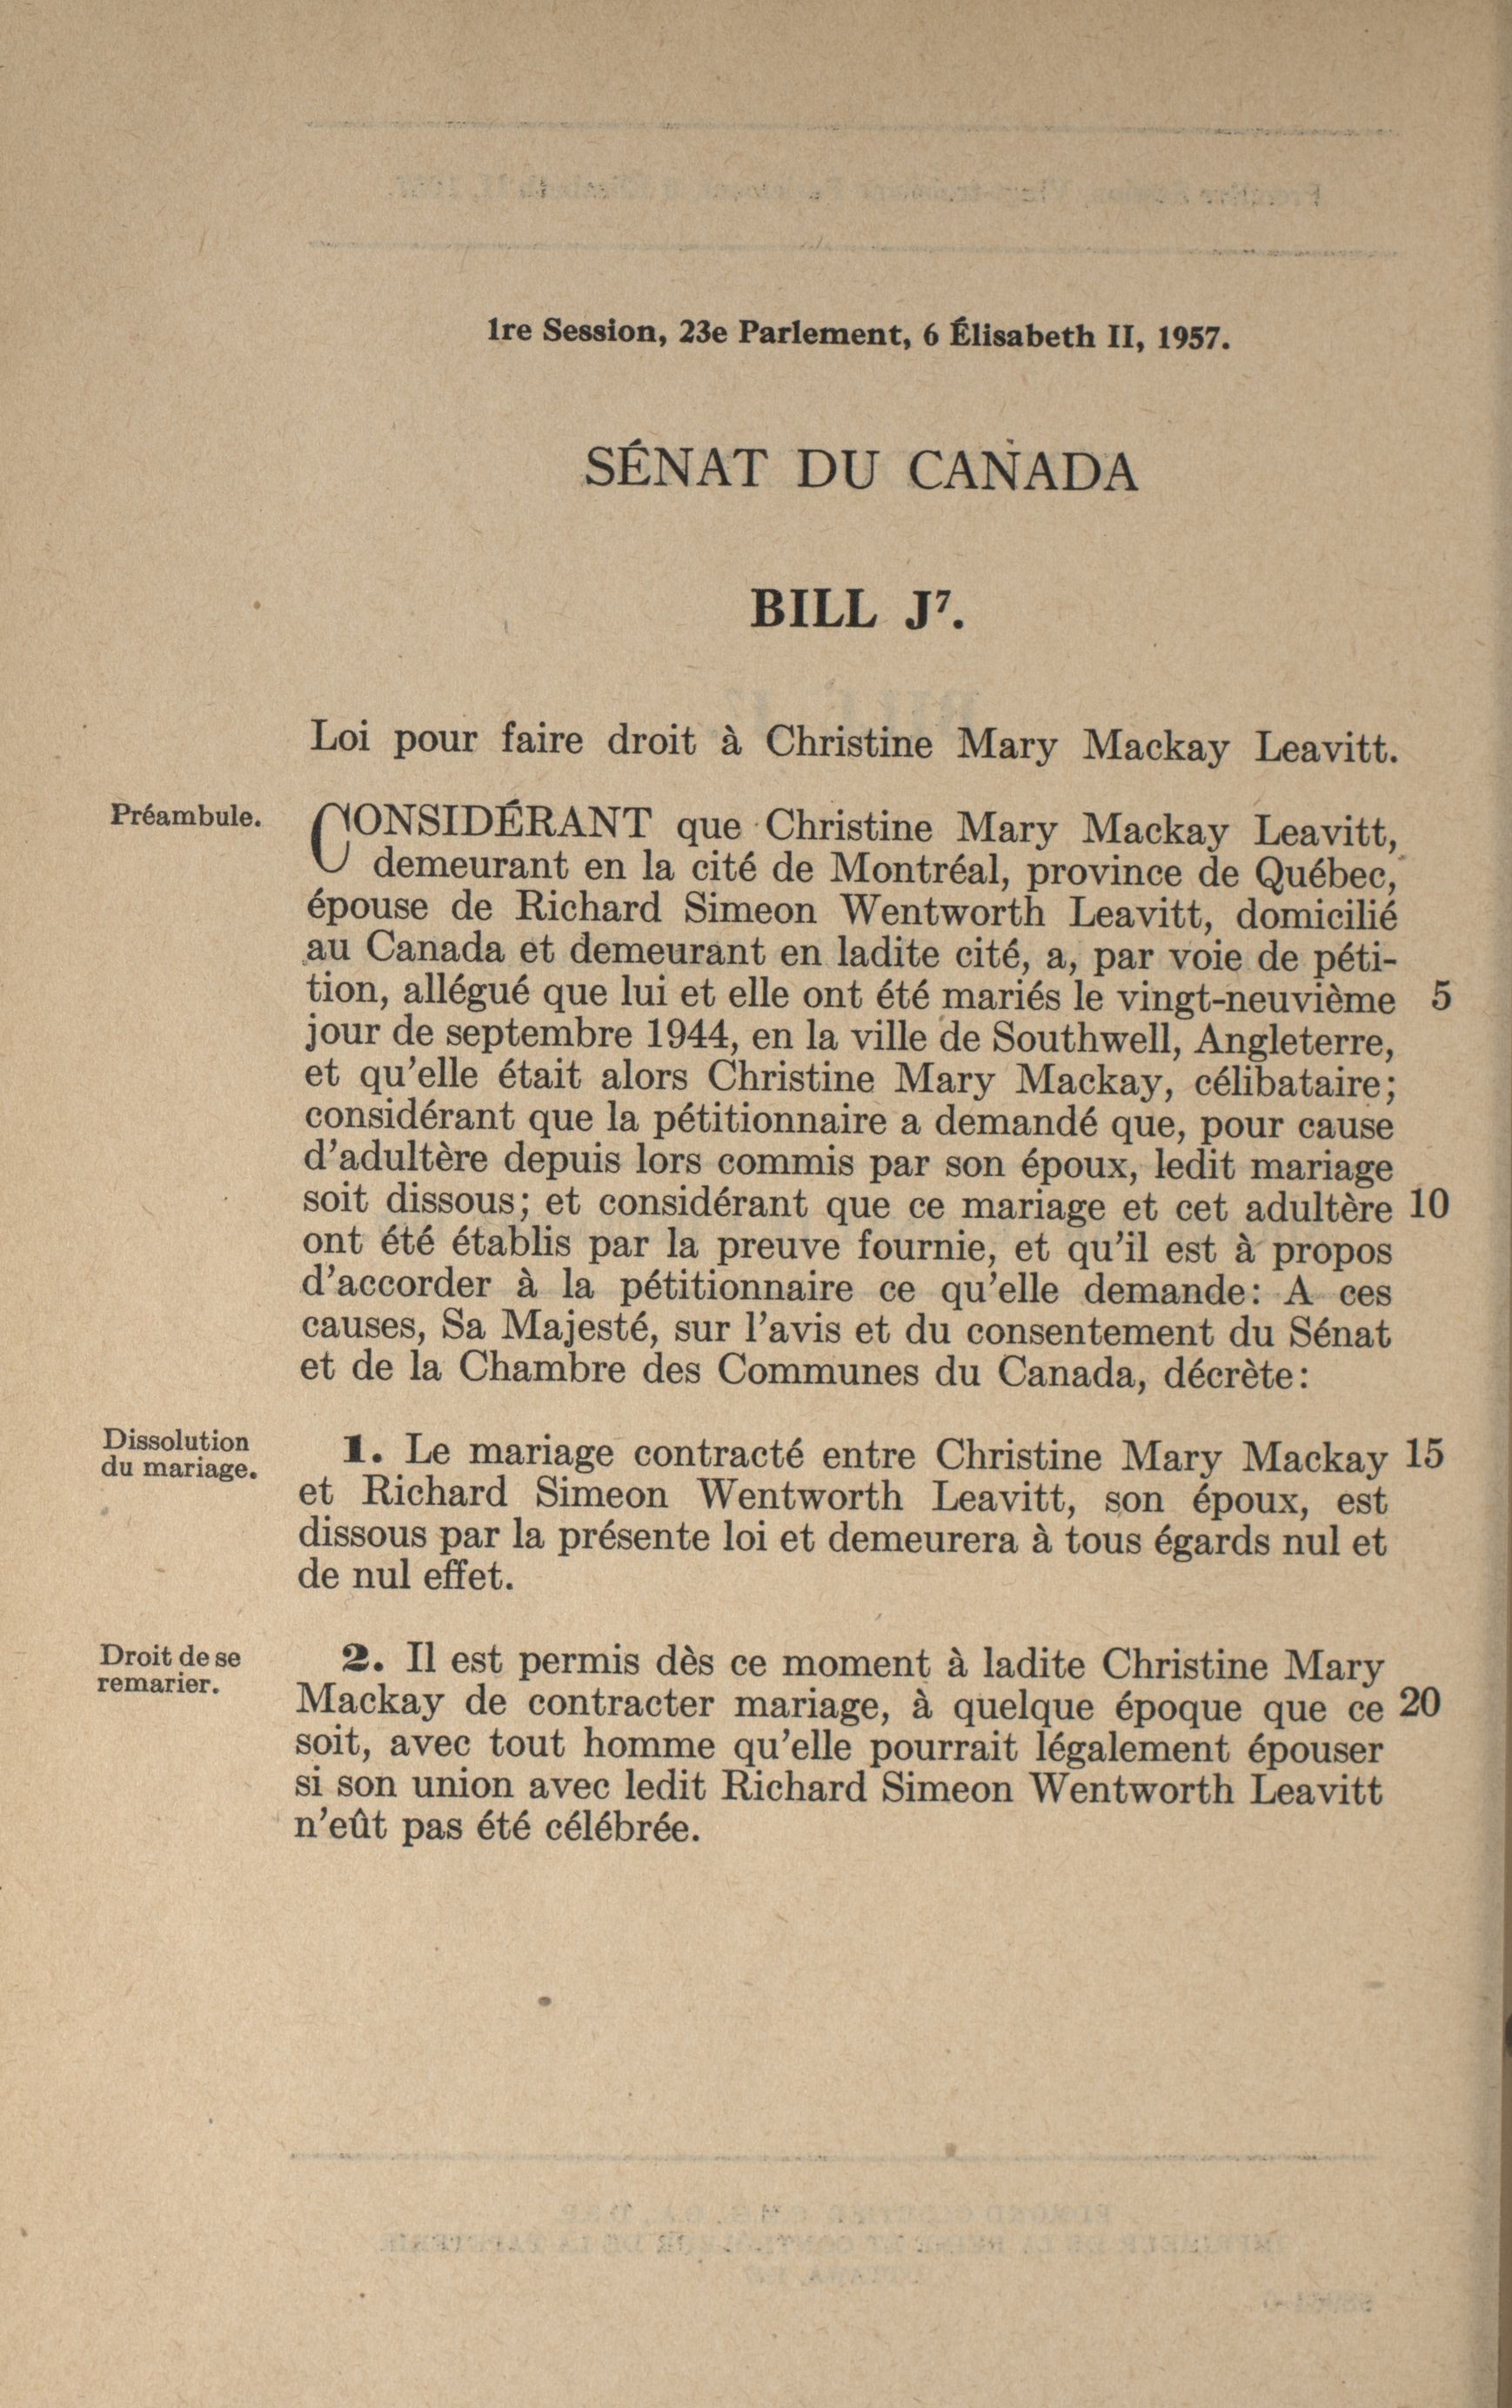 1re Session, 23e Parlement, 6 Élisabeth II, 1957.
SÉNAT DU CANADA
BILL J⁷.
Loi pour faire droit à Christine Mary Mackay Leavitt.
Préambule.
CONSIDÉRANT que Christine Mary Mackay Leavitt,
demeurant en la cité de Montréal, province de Québec,
épouse de Richard Simeon Wentworth Leavitt, domicilié
au Canada et demeurant en ladite cité, a, par voie de péti-
tion, allégué que lui et elle ont été mariés le vingt-neuvième 5
jour de septembre 1944, en la ville de Southwell, Angleterre,
et qu'elle était alors Christine Mary Mackay, célibataire;
considérant que la pétitionnaire a demandé que, pour cause
d'adultère depuis lors commis par son époux, ledit mariage
soit dissous; et considérant que ce mariage et cet adultère 10
ont été établis par la preuve fournie, et qu'il est à propos
d'accorder à la pétitionnaire ce qu'elle demande: A ces
causes, Sa Majesté, sur l'avis et du consentement du Sénat
et de la Chambre des Communes du Canada, décrète:
Dissolution
du mariage.
1. Le mariage contracté entre Christine Mary Mackay 15
et Richard Simeon Wentworth Leavitt, son époux, est
dissous par la présente loi et demeurera à tous égards nul et
de nul effet.
Droit de se
remarier.
2. Il est permis dès ce moment à ladite Christine Mary
Mackay de contracter mariage, à quelque époque que ce 20
soit, avec tout homme qu'elle pourrait légalement épouser
si son union avec ledit Richard Simeon Wentworth Leavitt
n'eût pas été célébrée.